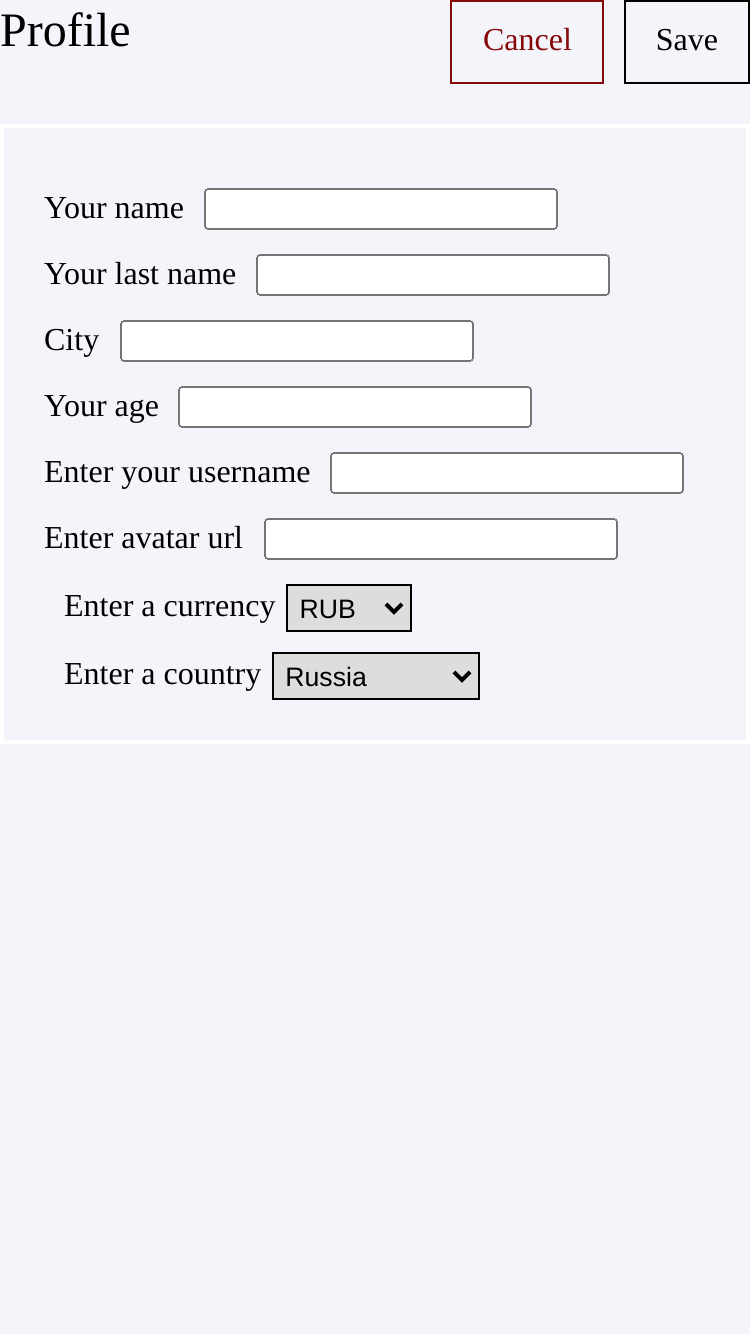 Profile
Cancel
Save
Your name
Your last name
City
Your age
Enter your username
Enter avatar url
Enter a currency RUB
Enter a country Russia